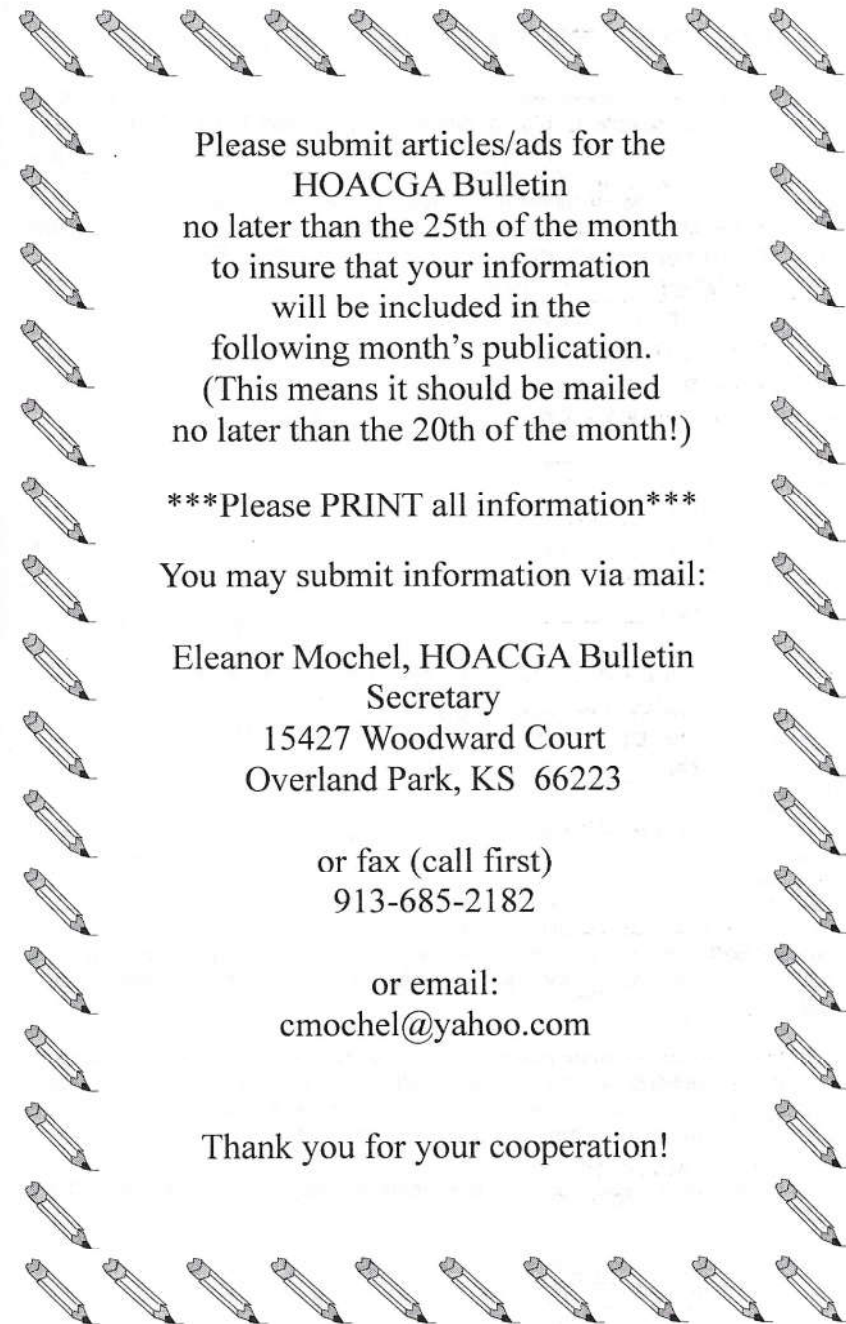 Please submit articles/ads for the
HOACGA Bulletin
no later than the 25th of the month
to insure that your information
will be included in the
following month's publication.
(This means it should be mailed
no later than the 20th of the month!)
***Please PRINT all information***
You may submit information via mail:
Eleanor Mochel, HOACGA Bulletin
Secretary
15427 Woodward Court
Overland Park, KS  66223
or fax (call first)
913-685-2182
or email:
cmochel@yahoo.com
Thank you for your cooperation!